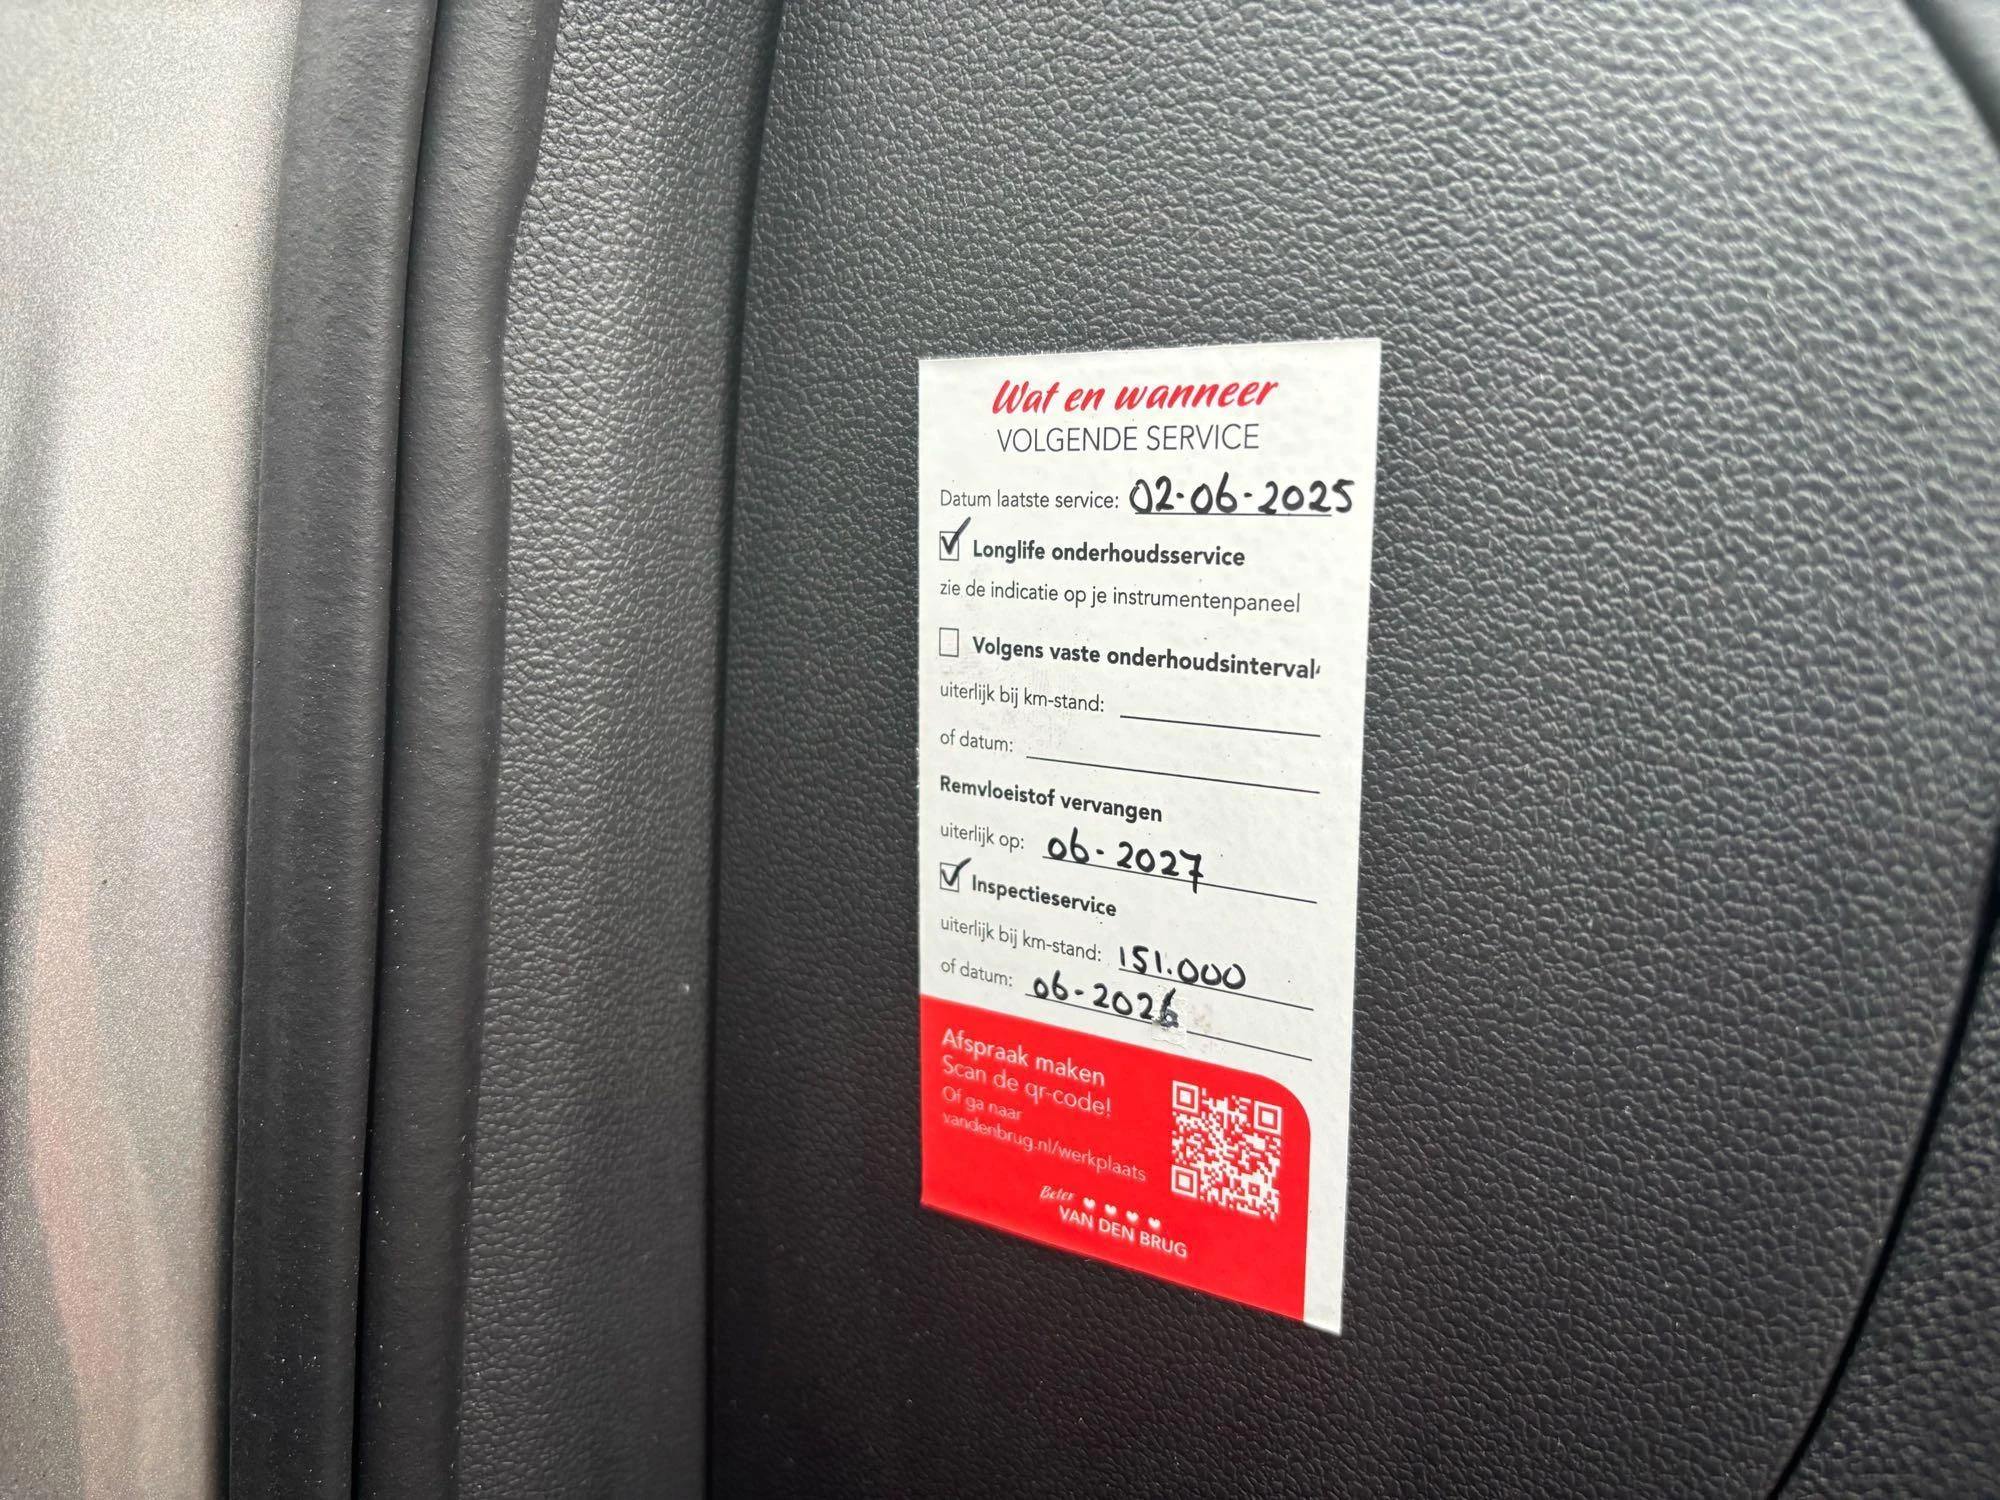 Wat en wanneer
VOLGENDE SERVICE
Datum laatste service: 02-06-2025
Longlife onderhoudsservice
zie de indicatie op je instrumentenpaneel
Volgens vaste onderhoudsinterval
uiterlijk bij km-stand:
of datum:
Remvloeistof vervangen
uiterlijk op: 06-2027
Inspectieservice
uiterlijk bij km-stand: 151.000
of datum: 06-2026
Afspraak maken
Scan de qr-code!
Of ga naar
vandenbrug.nl/werkplaats
Beter
VAN DEN BRUG